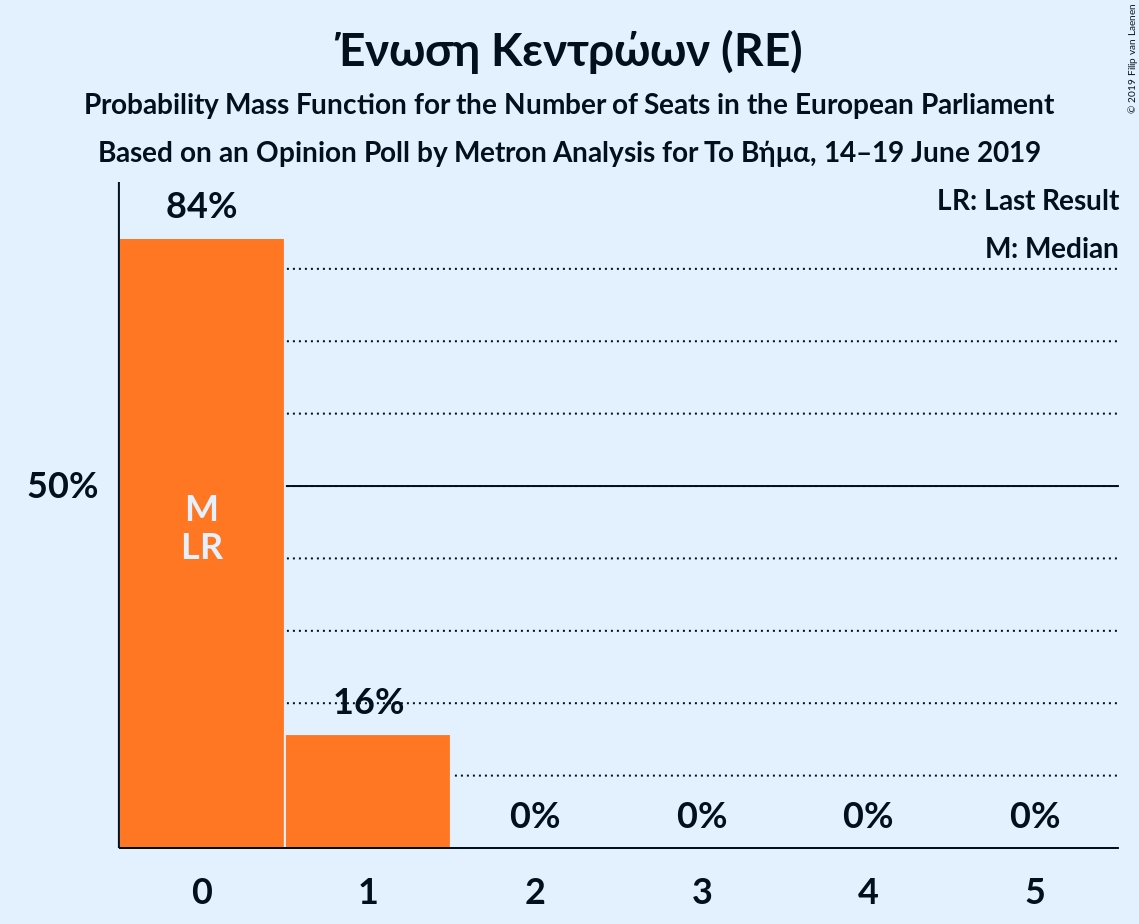 Ένωση Κεντρώων (RE)
Probability Mass Function for the Number of Seats in the European Parliament
Based on an Opinion Poll by Metron Analysis for Το Βήμα, 14–19 June 2019
© 2019 Filip van Laenen
LR: Last Result
M: Median
84%
50%
M
LR
16%
0% 0% 0% 0%
0 1 2 3 4 5